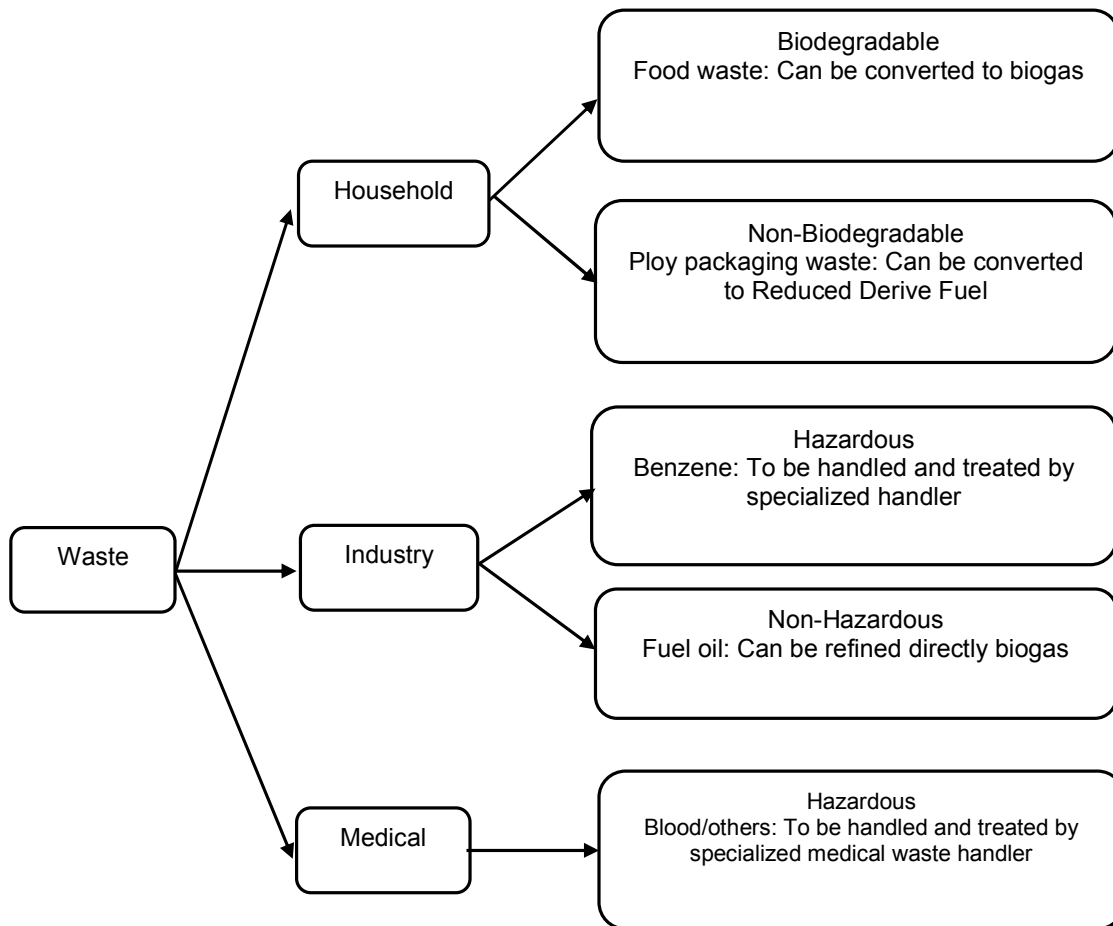 Biodegradable
Food waste: Can be converted to biogas
Household
Non-Biodegradable
Ploy packaging waste: Can be converted
to Reduced Derive Fuel
Hazardous
Benzene: To be handled and treated by
specialized handler
Waste
Industry
Non-Hazardous
Fuel oil: Can be refined directly biogas
Medical
Hazardous
Blood/others: To be handled and treated by
specialized medical waste handler